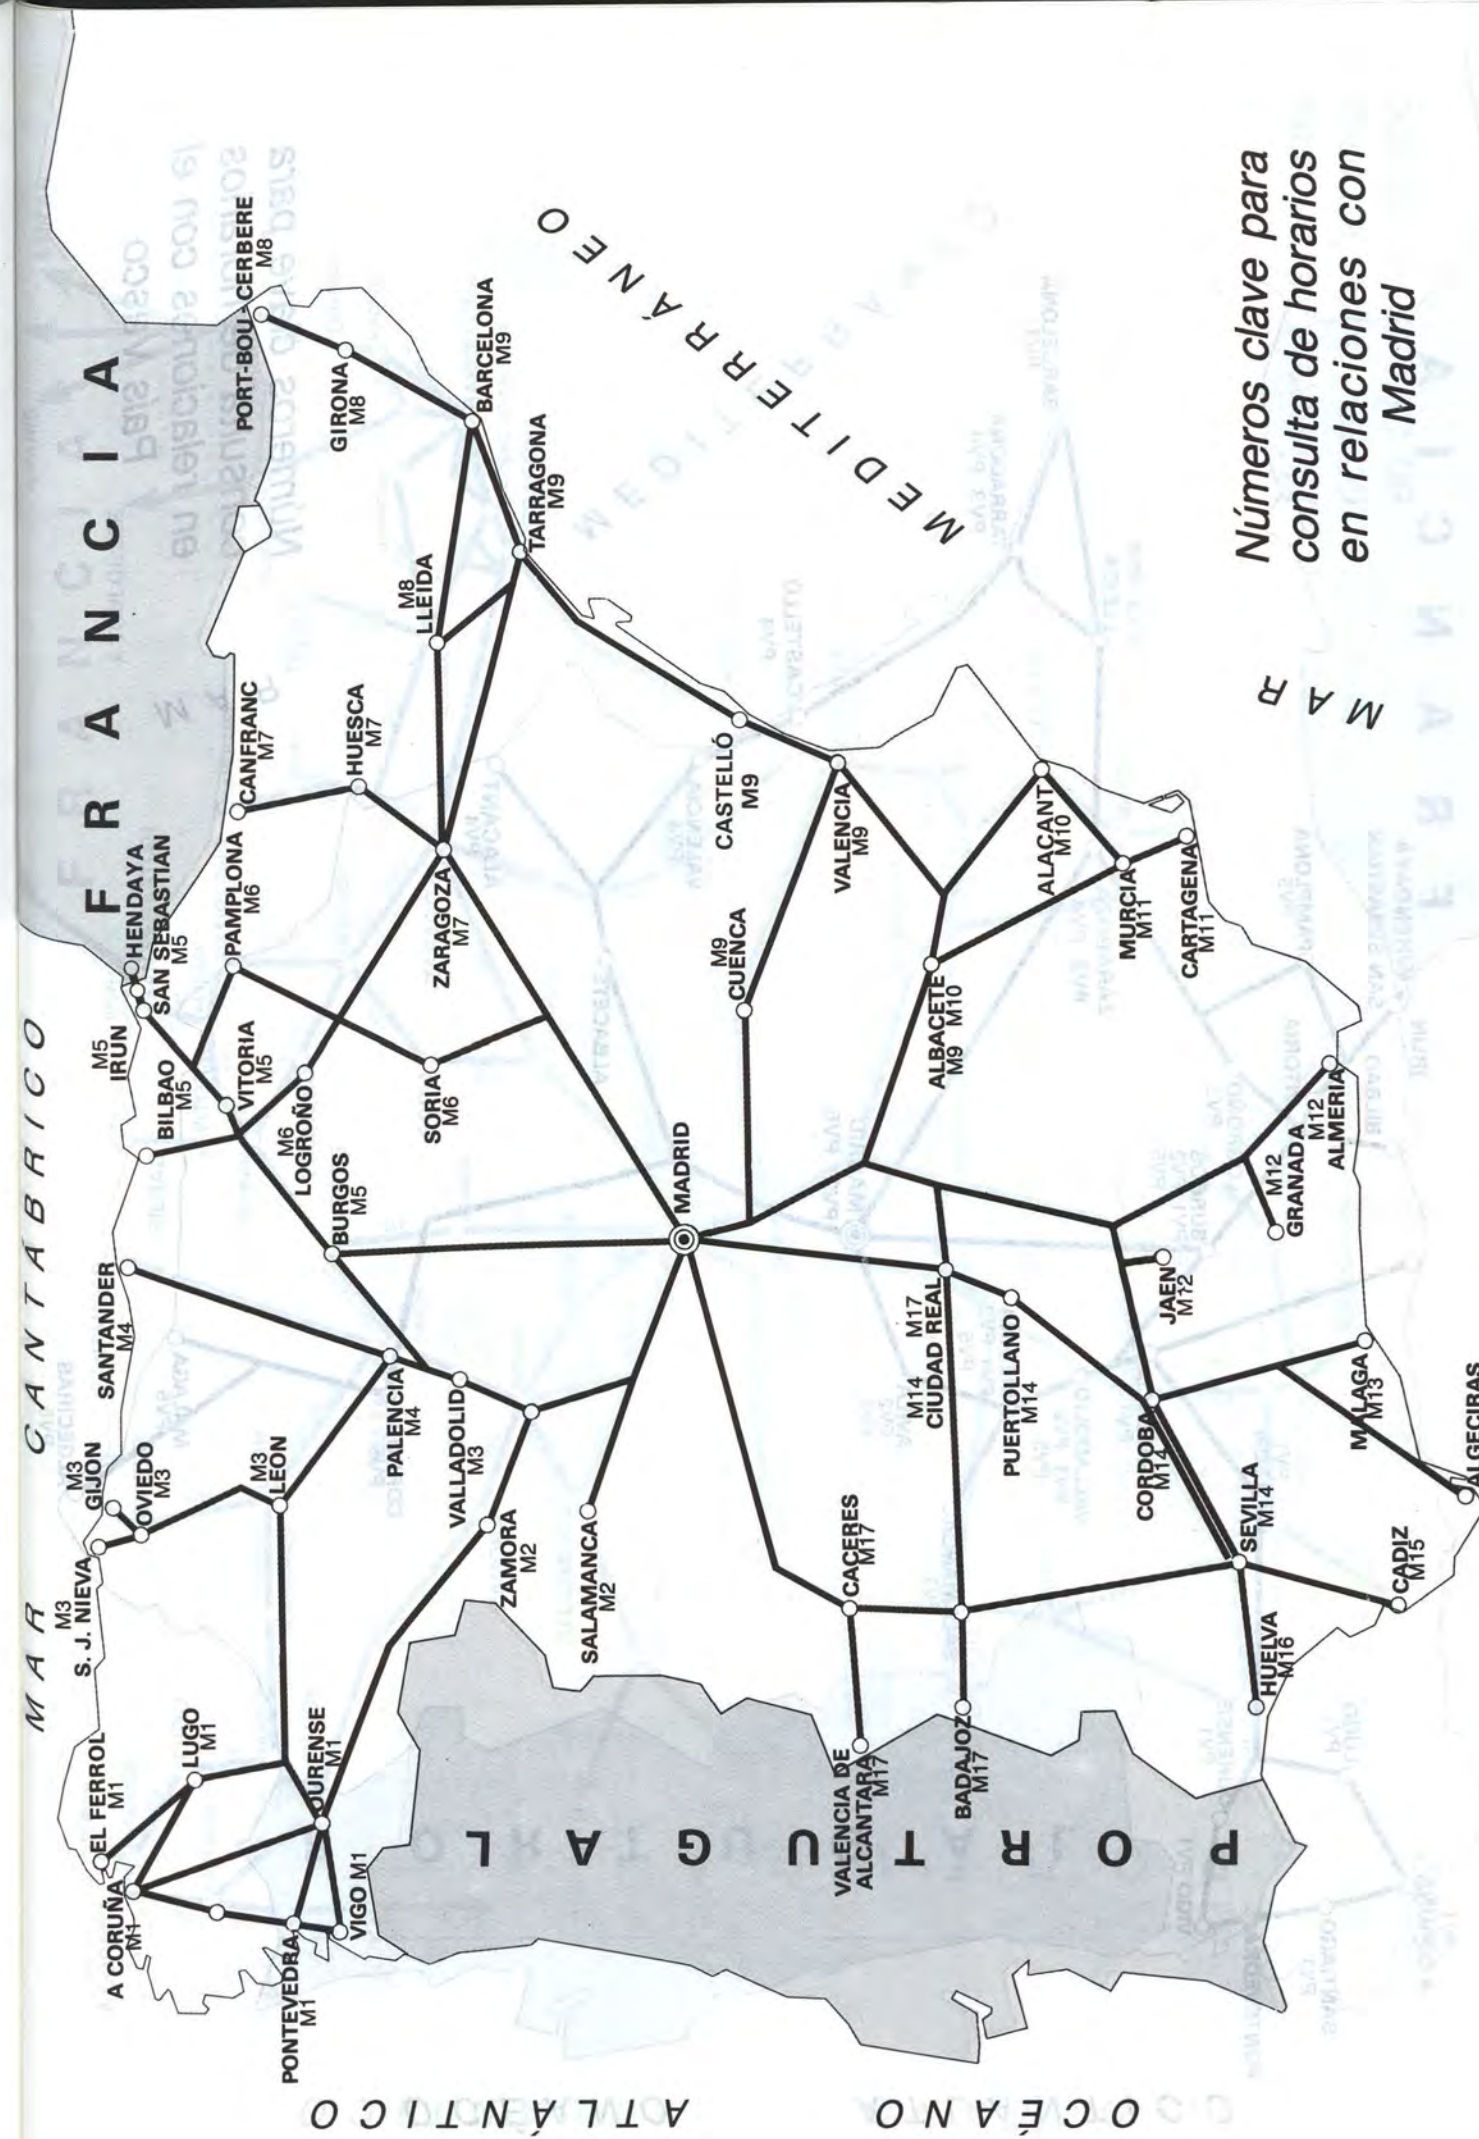 MAR CANTABRICO
FRANCIA
EL FERROL
M1
A CORUÑA
M1
LUGO
M1
PONTEVEDRA
M1
VIGO M1
OURENSE
M1
M3
S. J. NIEVA
M3
GIJON
OVIEDO
M3
M3
LEON
SANTANDER
M4
PALENCIA
M4
VALLADOLID
M3
ZAMORA
M2
SALAMANCA
M2
BURGOS
M5
BILBAO
M5
M5
IRUN
HENDAYA
SAN SEBASTIAN
M5
VITORIA
M5
M6
LOGROÑO
PAMPLONA
M6
SORIA
M6
CANFRANC
M7
HUESCA
M7
ZARAGOZA
M7
M8
LLEIDA
PORT-BOU-CERBERE
M8
GIRONA
M8
BARCELONA
M9
TARRAGONA
M9
CASTELLÓ
M9
VALENCIA
M9
M9
CUENCA
MADRID
ALBACETE
M9 M10
ALACANT
M10
MURCIA
M11
CARTAGENA
M11
M14 M17
CIUDAD REAL
PUERTOLLANO
M14
CACERES
M17
VALENCIA DE
ALCANTARA
M17
BADAJOZ
M17
CORDOBA
M14
JAEN
M12
M12
GRANADA
M12
ALMERIA
SEVILLA
M14
HUELVA
M16
CADIZ
M15
MALAGA
M13
ALGECIRAS
PORTUGAL
OCÉANO ATLÁNTICO
MAR MEDITERRÁNEO
Números clave para
consulta de horarios
en relaciones con
Madrid